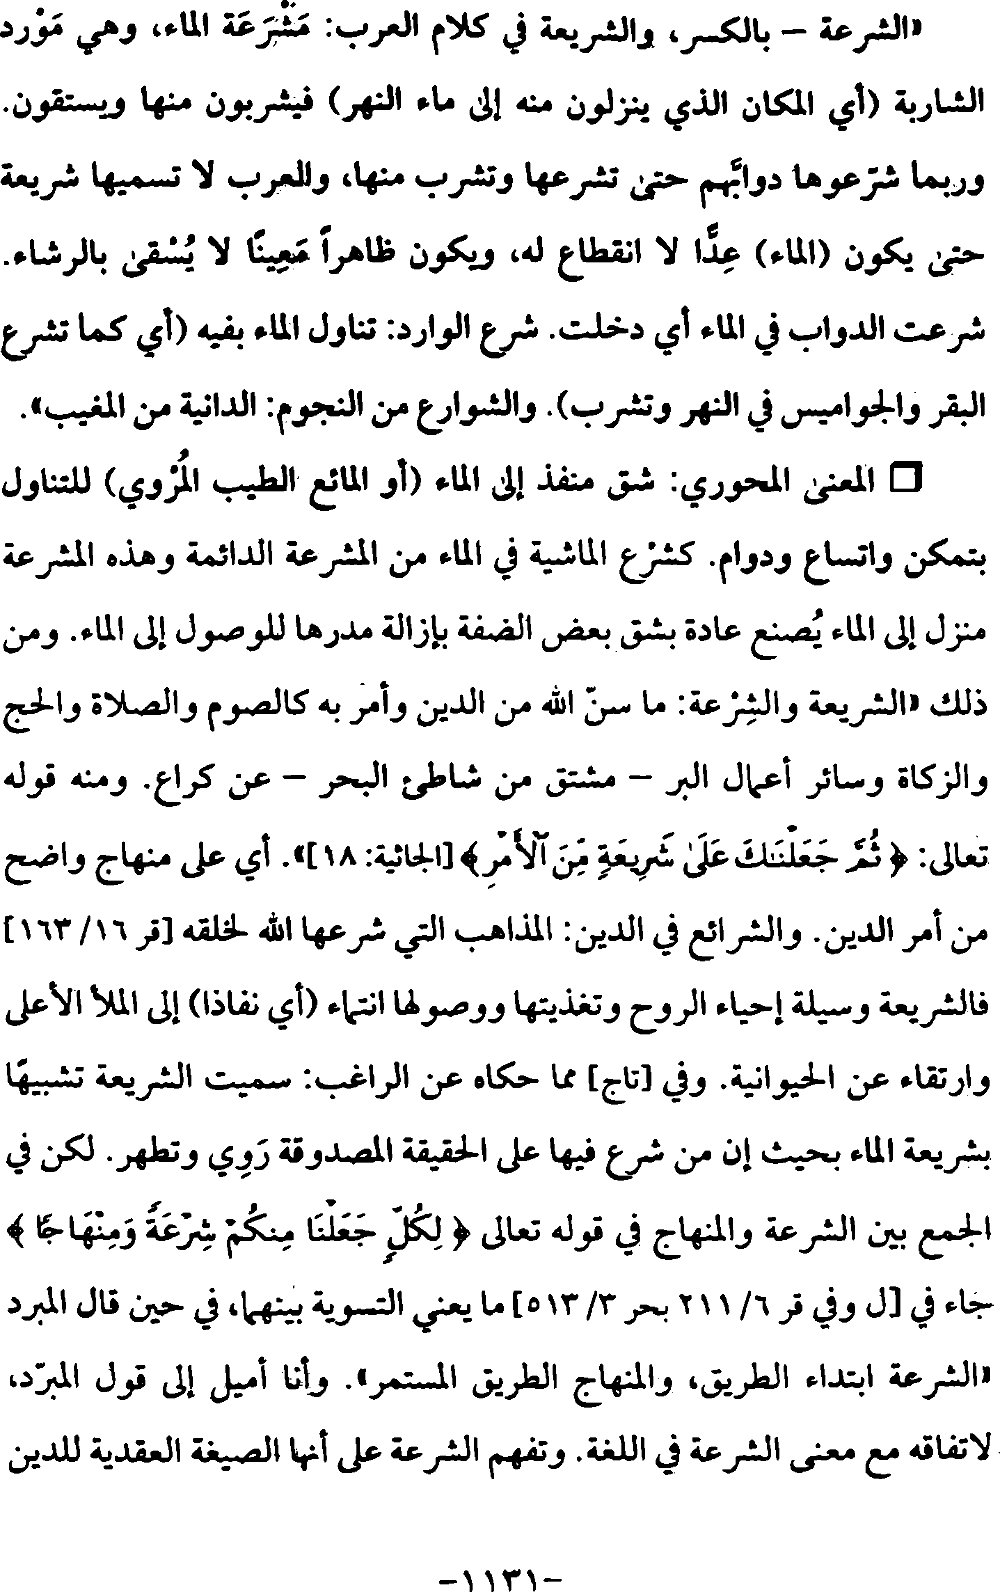 «الشرعة – بالكسر، والشريعة في كلام العرب: مَشْرَعَة الماء، وهي مَوْرد
الشاربة (أي المكان الذي ينزلون منه إلى ماء النهر) فيشربون منها ويستقون.
وربما شرّعوها دوابَّهم حتى تشرعها وتشرب منها، والعرب لا تسميها شريعة
حتى يكون (الماء) عِدًّا لا انقطاع له، ويكون ظاهراً مَعِينًا لا يُسْقى بالرشاء.
شرعت الدواب في الماء أي دخلت. شرع الوارد: تناول الماء بفيه (أي كما تشرع
البقر والجواميس في النهر وتشرب). والشوارع من النجوم: الدانية من المغيب».
❒ المعنى المحوري: شق منفذ إلى الماء (أو المائع الطيب المُرْوي) للتناول
بتمكن واتساع ودوام. كشَرْع الماشية في الماء من المشرعة الدائمة وهذه المشرعة
منزل إلى الماء يُصنع عادة بشق بعض الضفة بإزالة مدرها للوصول إلى الماء. ومن
ذلك «الشريعة والشِرْعة: ما سنّ الله من الدين وأمر به كالصوم والصلاة والحج
والزكاة وسائر أعمال البر – مشتق من شاطئ البحر – عن كراع. ومنه قوله
تعالى: ﴿ ثُمَّ جَعَلْنَٰكَ عَلَىٰ شَرِيعَةٍ مِّنَ ٱلْأَمْرِ ﴾ [الجاثية: ١٨]». أي على منهاج واضح
من أمر الدين. والشرائع في الدين: المذاهب التي شرعها الله لخلقه [قر ١٦/ ١٦٣]
فالشريعة وسيلة إحياء الروح وتغذيتها ووصولها انتهاء (أي نفاذا) إلى الملأ الأعلى
وارتقاء عن الحيوانية. وفي [تاج] مما حكاه عن الراغب: سميت الشريعة تشبيهًا
بشريعة الماء بحيث إن من شرع فيها على الحقيقة المصدوقة رَوِي وتطهر. لكن في
الجمع بين الشرعة والمنهاج في قوله تعالى ﴿ لِكُلٍّ جَعَلْنَا مِنكُمْ شِرْعَةً وَمِنْهَاجًا ﴾
جاء في [ل وفي قر ٦/ ٢١١ بحر ٣/ ٥١٣] ما يعني التسوية بينهما، في حين قال المبرد
«الشرعة ابتداء الطريق، والمنهاج الطريق المستمر». وأنا أميل إلى قول المبرّد،
لاتفاقه مع معنى الشرعة في اللغة. وتفهم الشرعة على أنها الصيغة العقدية للدين
-١١٣١-